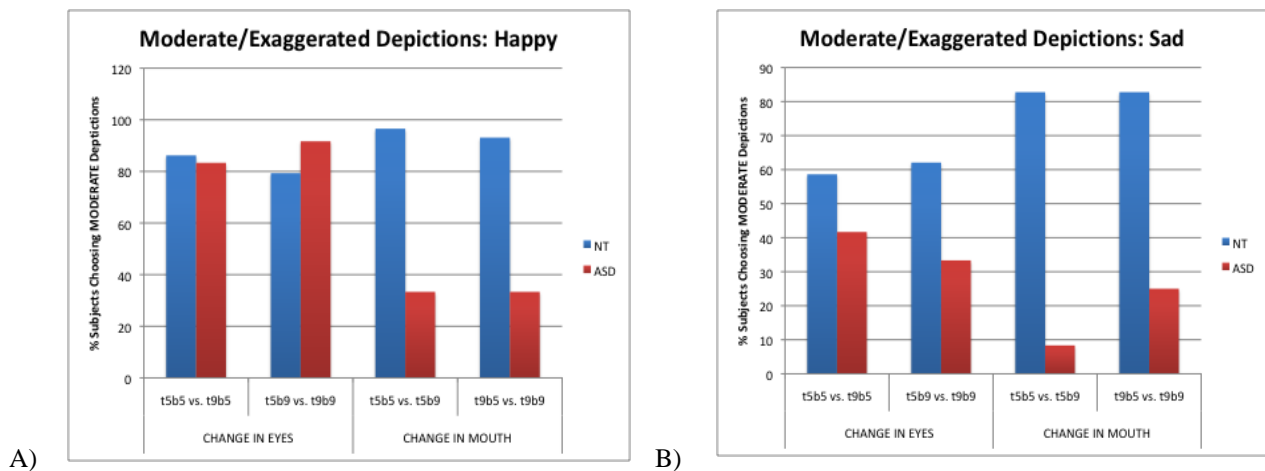 Moderate/Exaggerated Depictions: Happy
% Subjects Choosing MODERATE Deptictions
120
100
80
60
40
20
0
t5b5 vs. t9b5
t5b9 vs. t9b9
t5b5 vs. t5b9
t9b5 vs. t9b9
CHANGE IN EYES
CHANGE IN MOUTH
NT
ASD
A)
Moderate/Exaggerated Depictions: Sad
% Subjects Choosing MODERATE Depictions
90
80
70
60
50
40
30
20
10
0
t5b5 vs. t9b5
t5b9 vs. t9b9
t5b5 vs. t5b9
t9b5 vs. t9b9
CHANGE IN EYES
CHANGE IN MOUTH
NT
ASD
B)